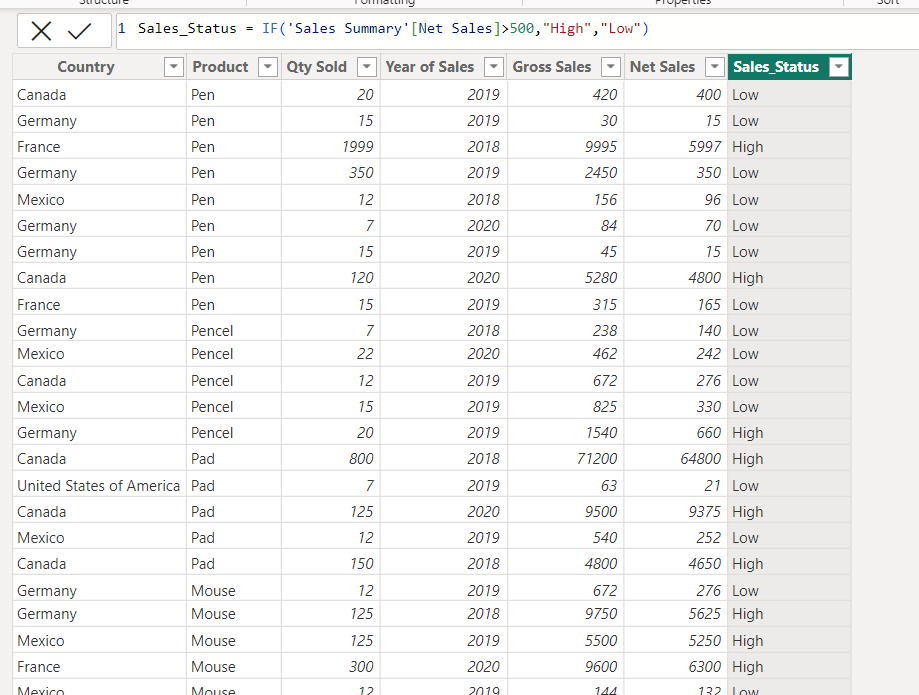 Structure Formatting Properties Sort
1 Sales_Status = IF('Sales Summary'[Net Sales]>500,"High","Low")
Country Product Qty Sold Year of Sales Gross Sales Net Sales Sales_Status
Canada Pen 20 2019 420 400 Low
Germany Pen 15 2019 30 15 Low
France Pen 1999 2018 9995 5997 High
Germany Pen 350 2019 2450 350 Low
Mexico Pen 12 2018 156 96 Low
Germany Pen 7 2020 84 70 Low
Germany Pen 15 2019 45 15 Low
Canada Pen 120 2020 5280 4800 High
France Pen 15 2019 315 165 Low
Germany Pencel 7 2018 238 140 Low
Mexico Pencel 22 2020 462 242 Low
Canada Pencel 12 2019 672 276 Low
Mexico Pencel 15 2019 825 330 Low
Germany Pencel 20 2019 1540 660 High
Canada Pad 800 2018 71200 64800 High
United States of America Pad 7 2019 63 21 Low
Canada Pad 125 2020 9500 9375 High
Mexico Pad 12 2019 540 252 Low
Canada Pad 150 2018 4800 4650 High
Germany Mouse 12 2019 672 276 Low
Germany Mouse 125 2018 9750 5625 High
Mexico Mouse 125 2019 5500 5250 High
France Mouse 300 2020 9600 6300 High
Mexico Mouse 12 2019 144 132 Low